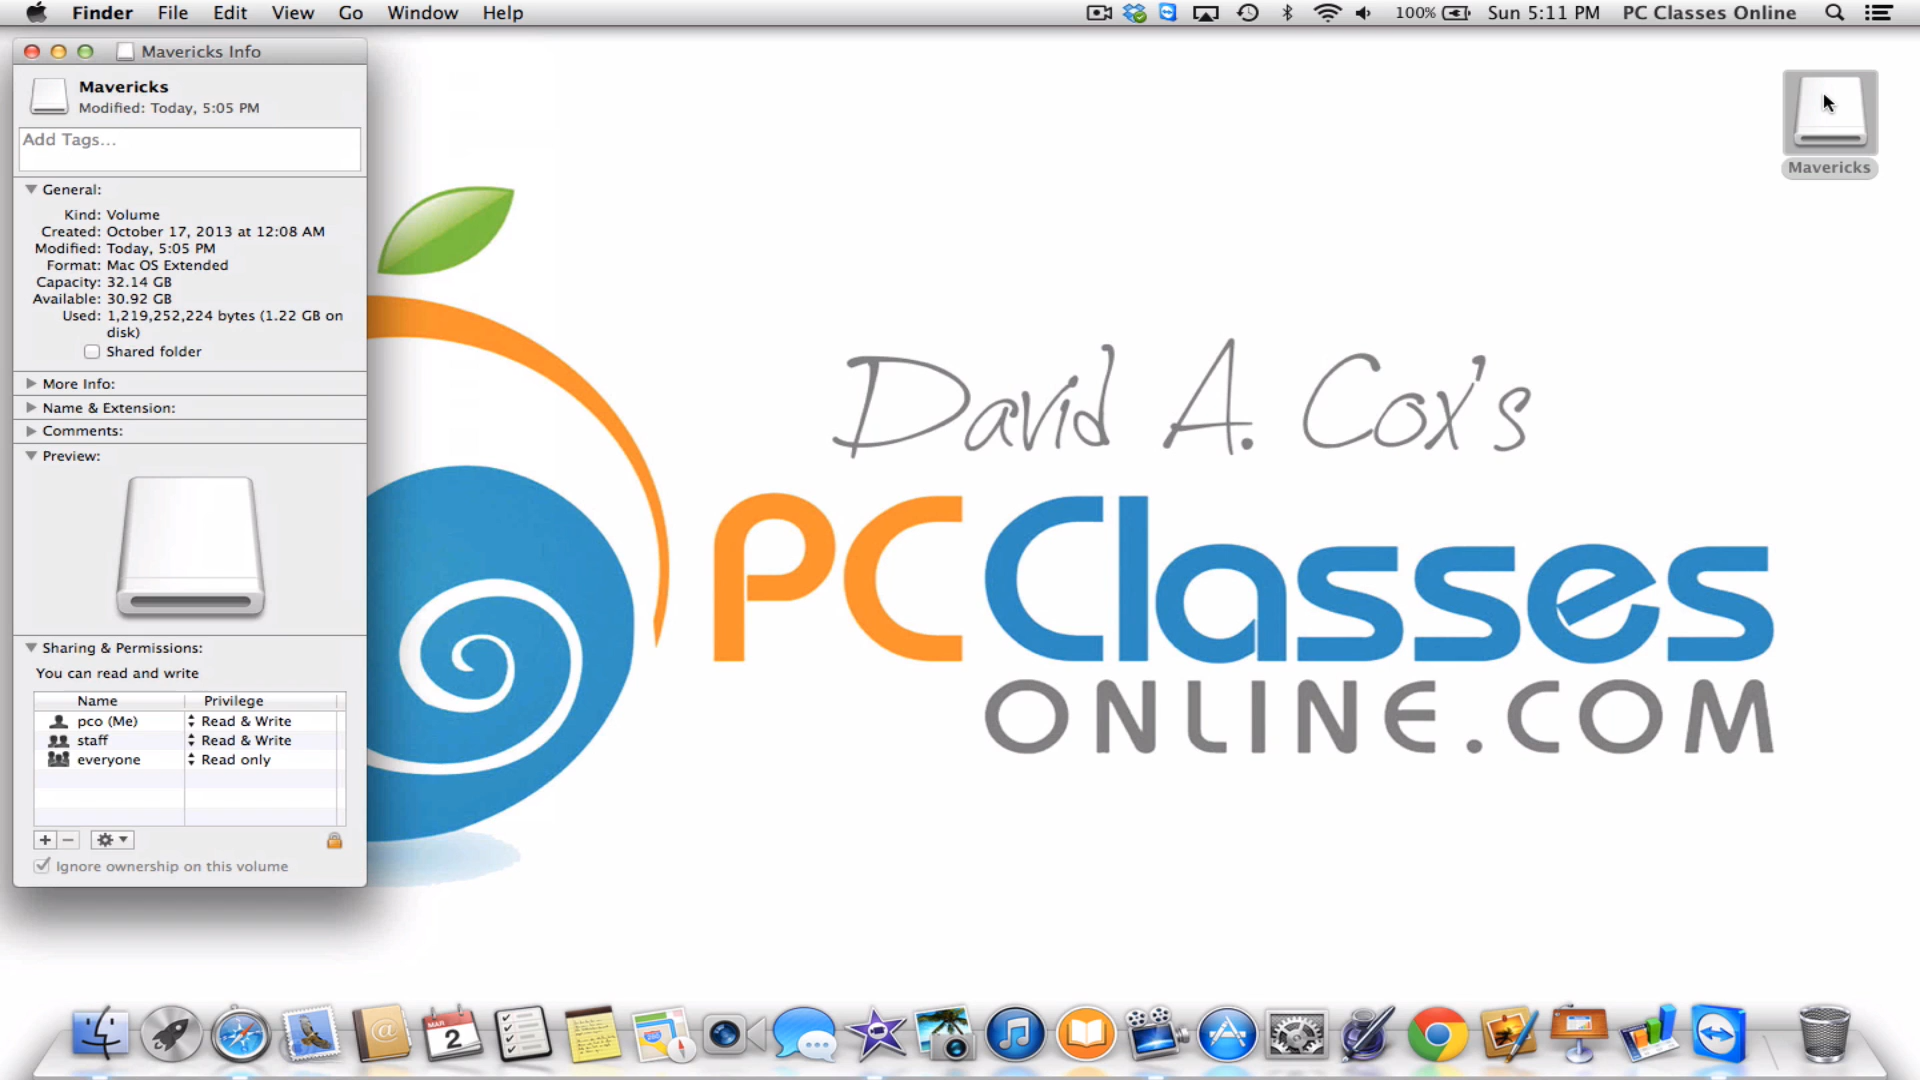 Finder File Edit View Go Window Help
100% Sun 5:11 PM PC Classes Online
Mavericks Info
Mavericks
Modified: Today, 5:05 PM
Add Tags...
General:
Kind: Volume
Created: October 17, 2013 at 12:08 AM
Modified: Today, 5:05 PM
Format: Mac OS Extended
Capacity: 32.14 GB
Available: 30.92 GB
Used: 1,219,252,224 bytes (1.22 GB on
disk)
Shared folder
More Info:
Name & Extension:
Comments:
Preview:
Sharing & Permissions:
You can read and write
Name Privilege
pco (Me) Read & Write
staff Read & Write
everyone Read only
Ignore ownership on this volume
Mavericks
David A. Cox's
PCClasses
ONLINE.COM
MAR
2